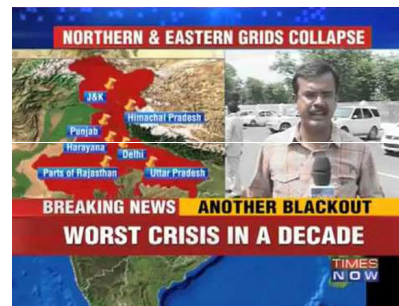 NORTHERN & EASTERN GRIDS COLLAPSE
J&K
Himachal Pradesh
Punjab
Harayana
Delhi
Parts of Rajasthan
Uttar Pradesh
BREAKING NEWS
ANOTHER BLACKOUT
WORST CRISIS IN A DECADE
TIMES
NOW